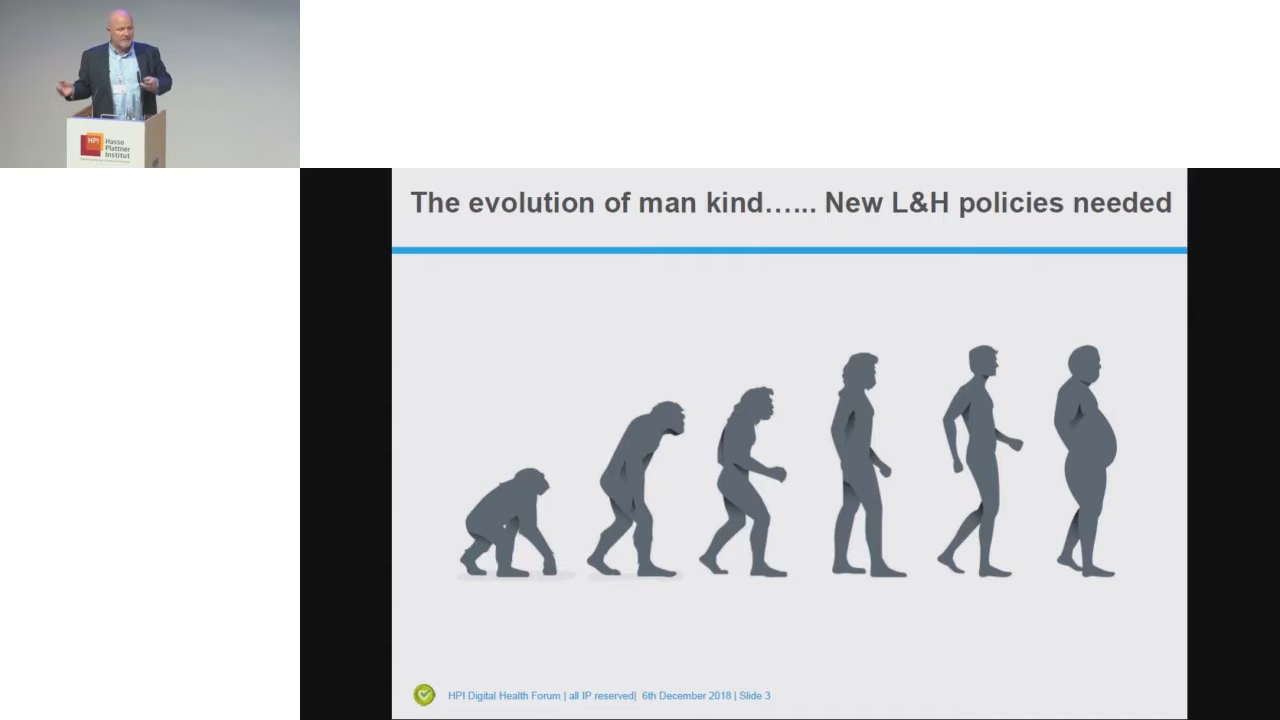 HPI
Hasso
Plattner
Institut
The evolution of man kind…... New L&H policies needed
HPI Digital Health Forum | all IP reserved| 6th December 2018 | Slide 3